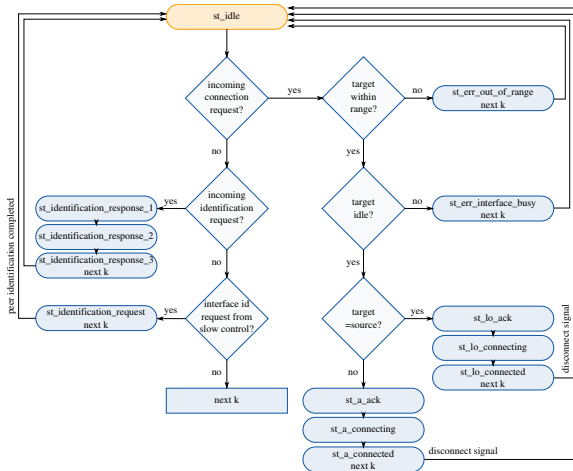 st_idle
incoming
connection
request?
yes
target
within
range?
no
st_err_out_of_range
next k
no
yes
incoming
identification
request?
yes
st_identification_response_1
st_identification_response_2
st_identification_response_3
next k
target
idle?
no
st_err_interface_busy
next k
no
yes
peer identification completed
st_identification_request
next k
yes
interface id
request from
slow control?
target
=source?
yes
st_lo_ack
st_lo_connecting
st_lo_connected
next k
disconnect signal
no
no
next k
st_a_ack
st_a_connecting
st_a_connected
next k
disconnect signal